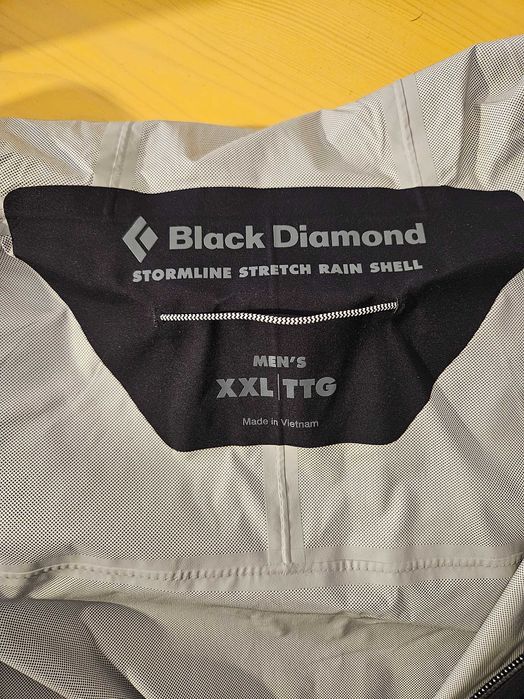 Black Diamond
STORMLINE STRETCH RAIN SHELL
MEN'S
XXL|TTG
Made in Vietnam